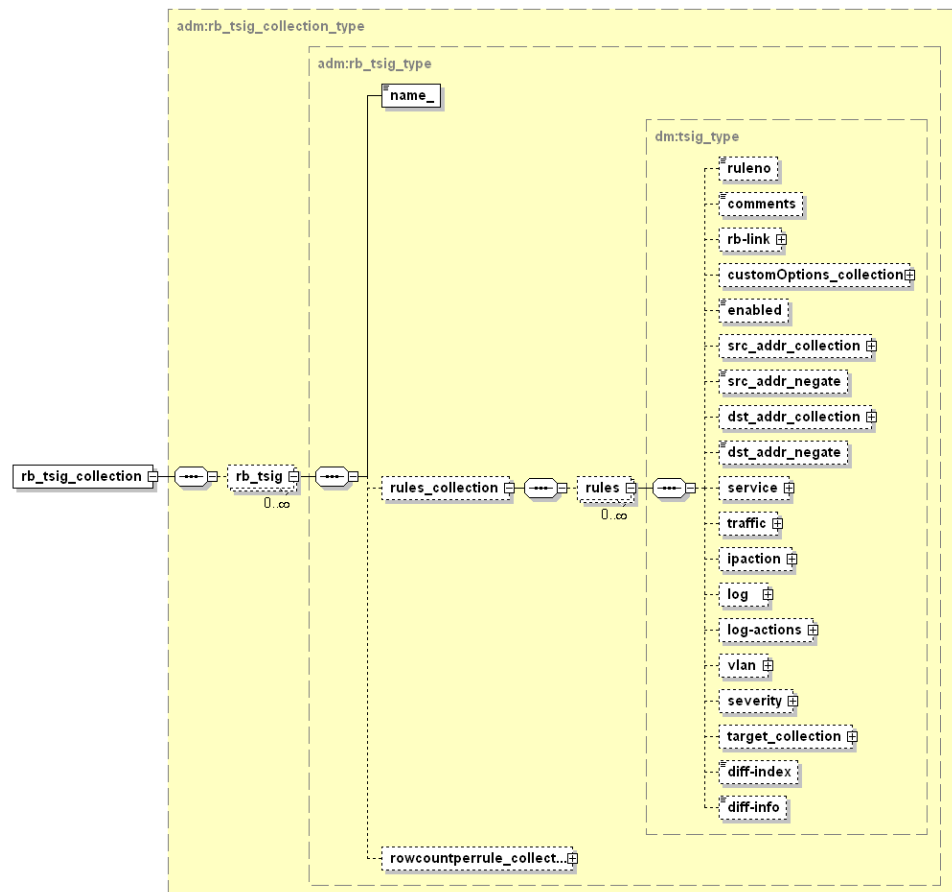 adm:rb_tsig_collection_type
adm:rb_tsig_type
name_
dm:tsig_type
ruleno
comments
rb-link
customOptions_collection
enabled
src_addr_collection
src_addr_negate
dst_addr_collection
dst_addr_negate
rb_tsig_collection
rb_tsig
0..∞
rules_collection
rules
0..∞
service
traffic
ipaction
log
log-actions
vlan
severity
target_collection
diff-index
diff-info
rowcountperrule_collect...